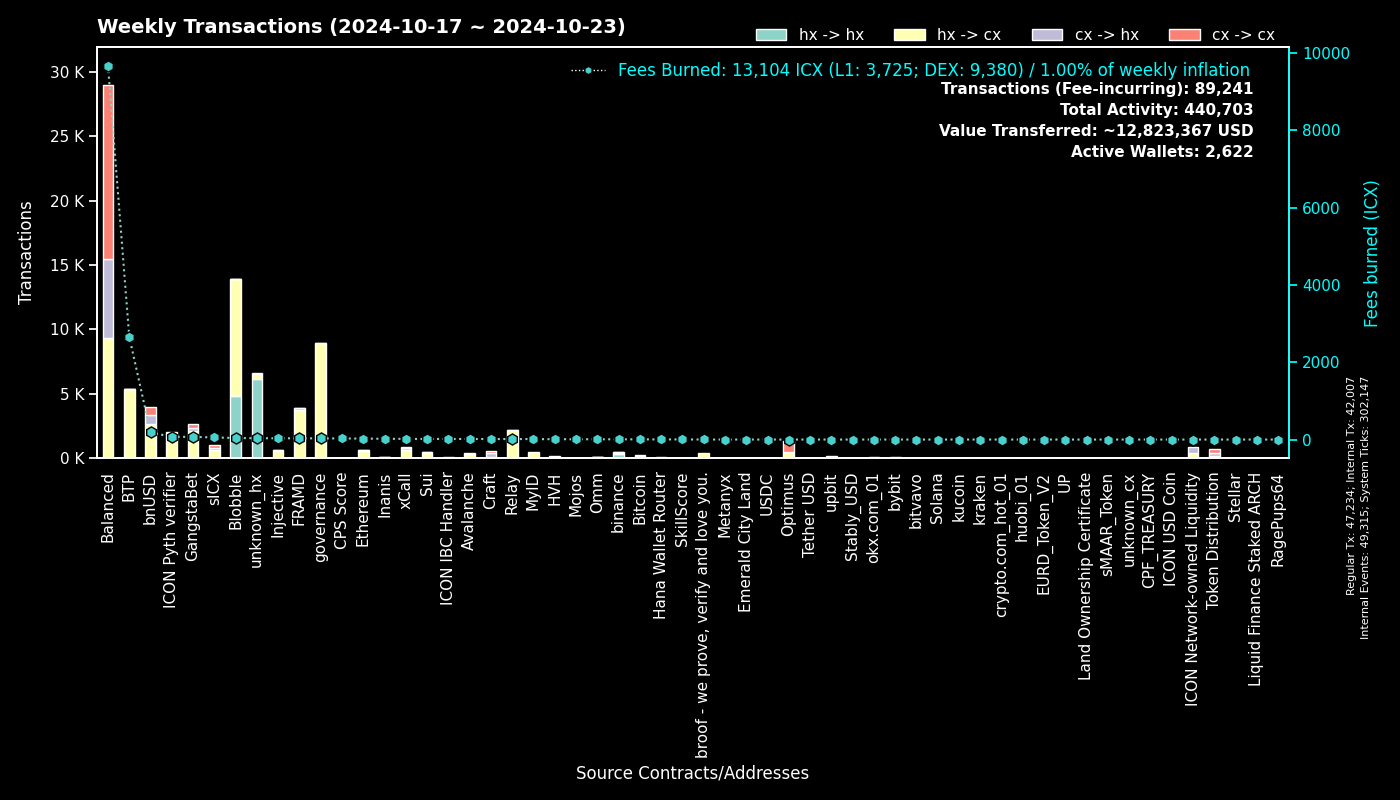 Weekly Transactions (2024-10-17 ~ 2024-10-23)
hx -> hx
hx -> cx
cx -> hx
cx -> cx
Fees Burned: 13,104 ICX (L1: 3,725; DEX: 9,380) / 1.00% of weekly inflation
Transactions (Fee-incurring): 89,241
Total Activity: 440,703
Value Transferred: ~12,823,367 USD
Active Wallets: 2,622
Transactions
30 K
25 K
20 K
15 K
10 K
5 K
0 K
10000
8000
6000
4000
2000
0
Fees burned (ICX)
Regular Tx: 47,234; Internal Tx: 42,007
Internal Events: 49,315; System Ticks: 302,147
Balanced
BTP
bnUSD
ICON Pyth verifier
GangstaBet
sICX
Blobble
unknown_hx
Injective
FRAMD
governance
CPS Score
Ethereum
Inanis
xCall
Sui
ICON IBC Handler
Avalanche
Craft
Relay
MyID
HVH
Mojos
Omm
binance
Bitcoin
Hana Wallet Router
SkillScore
broof - we prove, verify and love you.
Metanyx
Emerald City Land
USDC
Optimus
Tether USD
upbit
Stably_USD
okx.com_01
bybit
bitvavo
Solana
kucoin
kraken
crypto.com_hot_01
huobi_01
EURD_Token_V2
UP
Land Ownership Certificate
sMAAR_Token
unknown_cx
CPF_TREASURY
ICON USD Coin
ICON Network-owned Liquidity
Token Distribution
Stellar
Liquid Finance Staked ARCH
RagePups64
Source Contracts/Addresses